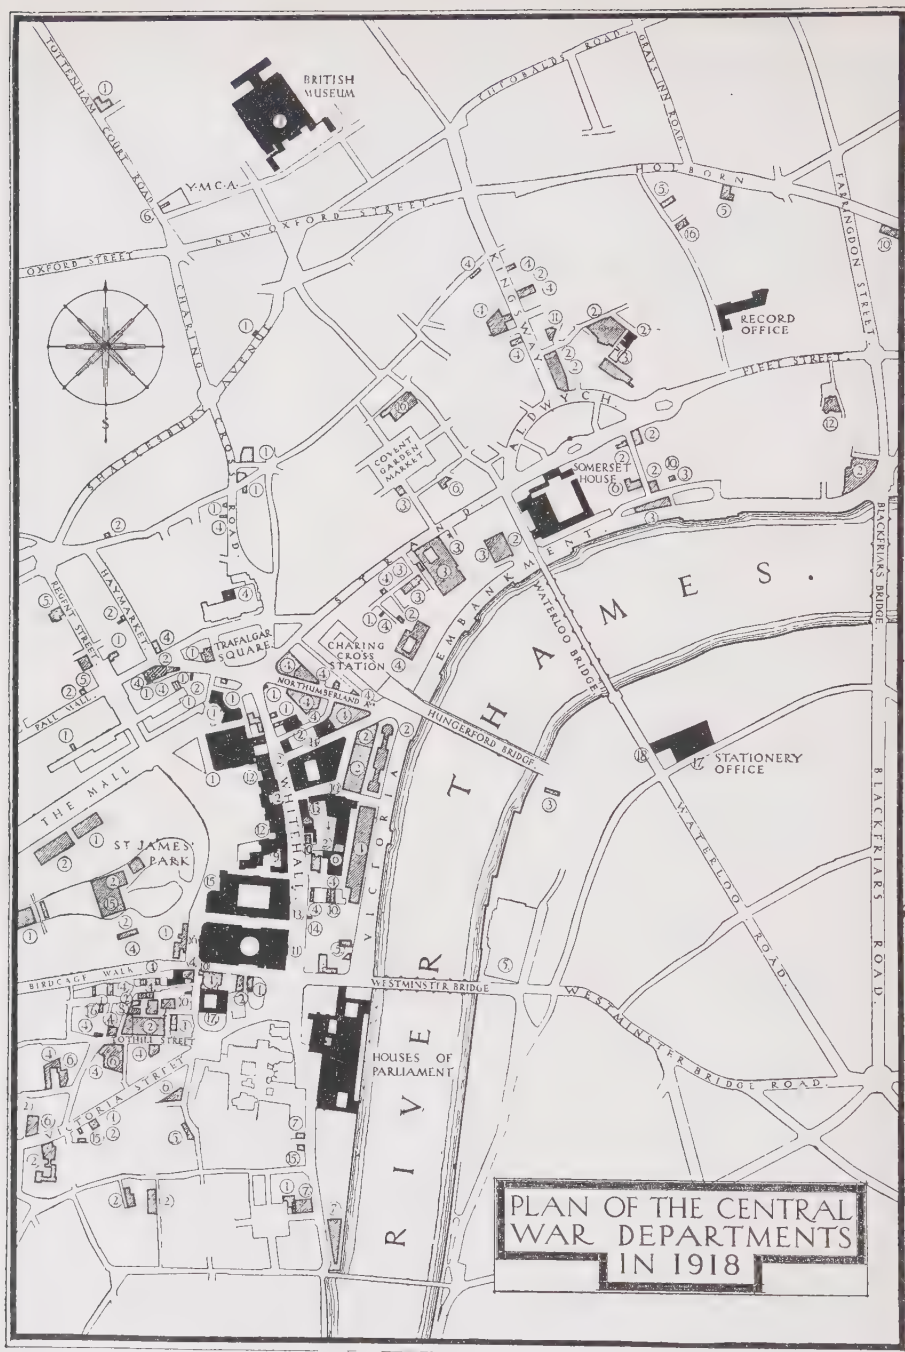 BRITISH
MUSEUM
TOTTENHAM COURT ROAD
THEOBALDS ROAD
GRAYS INN ROAD
Y.M.C.A.
HOLBORN
FARRINGDON STREET
NEW OXFORD STREET
OXFORD STREET
CHARING CROSS ROAD
KINGSWAY
RECORD
OFFICE
S
SHAFTESBURY AVENUE
FLEET STREET
ALDWYCH
COVENT
GARDEN
MARKET
SOMERSET
HOUSE
STRAND
EMBANKMENT
BLACKFRIARS BRIDGE
HAYMARKET
REGENT STREET
WATERLOO BRIDGE
TRAFALGAR
SQUARE
CHARING
CROSS
STATION
NORTHUMBERLAND AV.
PALL MALL
HUNGERFORD BRIDGE
STATIONERY
OFFICE
THE MALL
WHITEHALL
VICTORIA
ST JAMES'
PARK
WATERLOO ROAD
BLACKFRIARS ROAD
BIRDCAGE WALK
WESTMINSTER BRIDGE
WESTMINSTER BRIDGE ROAD
TOTHILL STREET
VICTORIA STREET
HOUSES OF
PARLIAMENT
RIVER THAMES.
PLAN OF THE CENTRAL
WAR DEPARTMENTS
IN 1918